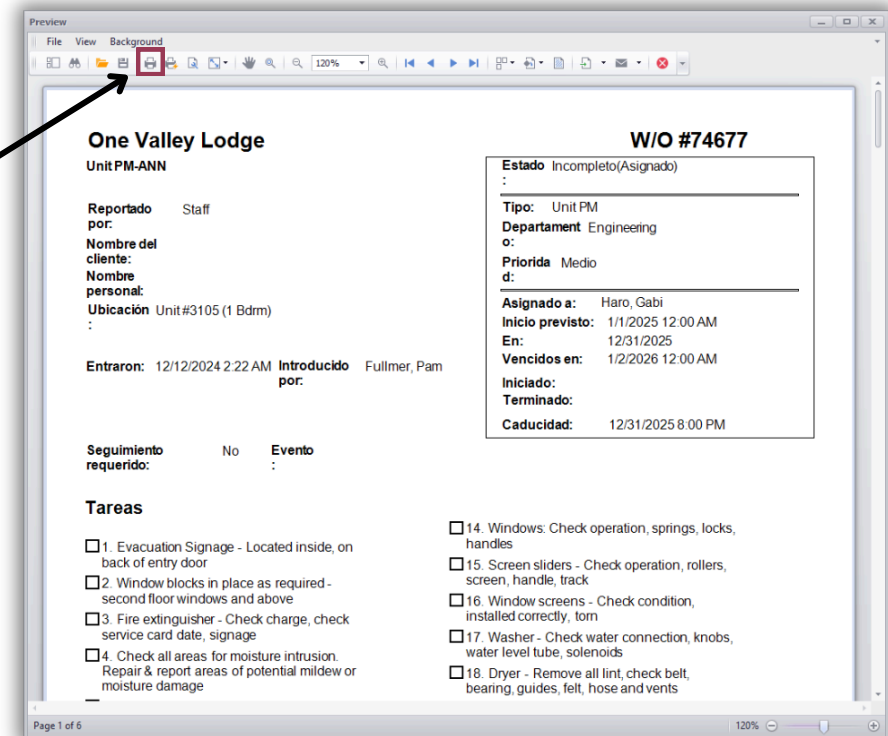 Preview
File View Background
120%
One Valley Lodge
Unit PM-ANN
Reportado por: Staff
Nombre del cliente:
Nombre personal:
Ubicación : Unit #3105 (1 Bdrm)
Entraron: 12/12/2024 2:22 AM Introducido por: Fullmer, Pam
Seguimiento requerido: No Evento :
W/O #74677
Estado : Incompleto(Asignado)
Tipo: Unit PM
Departament o: Engineering
Priorida d: Medio
Asignado a: Haro, Gabi
Inicio previsto: 1/1/2025 12:00 AM
En: 12/31/2025
Vencidos en: 1/2/2026 12:00 AM
Iniciado:
Terminado:
Caducidad: 12/31/2025 8:00 PM
Tareas
1. Evacuation Signage - Located inside, on
back of entry door
2. Window blocks in place as required -
second floor windows and above
3. Fire extinguisher - Check charge, check
service card date, signage
4. Check all areas for moisture intrusion.
Repair & report areas of potential mildew or
moisture damage
14. Windows: Check operation, springs, locks,
handles
15. Screen sliders - Check operation, rollers,
screen, handle, track
16. Window screens - Check condition,
installed correctly, torn
17. Washer - Check water connection, knobs,
water level tube, solenoids
18. Dryer - Remove all lint, check belt,
bearing, guides, felt, hose and vents
Page 1 of 6
120%